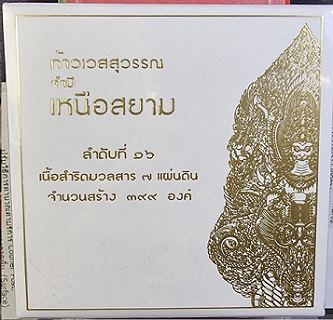 ท้าวเวสสุวรรณ
จำปี
เหนือสยาม
ลำดับที่ ๑๖
เนื้อสำริดมวลสาร ๗ แผ่นดิน
จำนวนสร้าง ๓๙๙ องค์